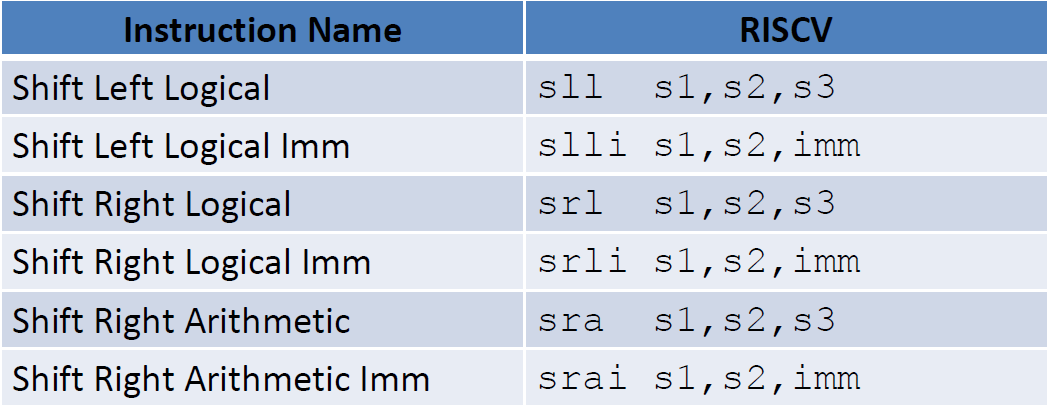 Instruction Name RISCV
Shift Left Logical sll s1,s2,s3
Shift Left Logical Imm slli s1,s2,imm
Shift Right Logical srl s1,s2,s3
Shift Right Logical Imm srli s1,s2,imm
Shift Right Arithmetic sra s1,s2,s3
Shift Right Arithmetic Imm srai s1,s2,imm